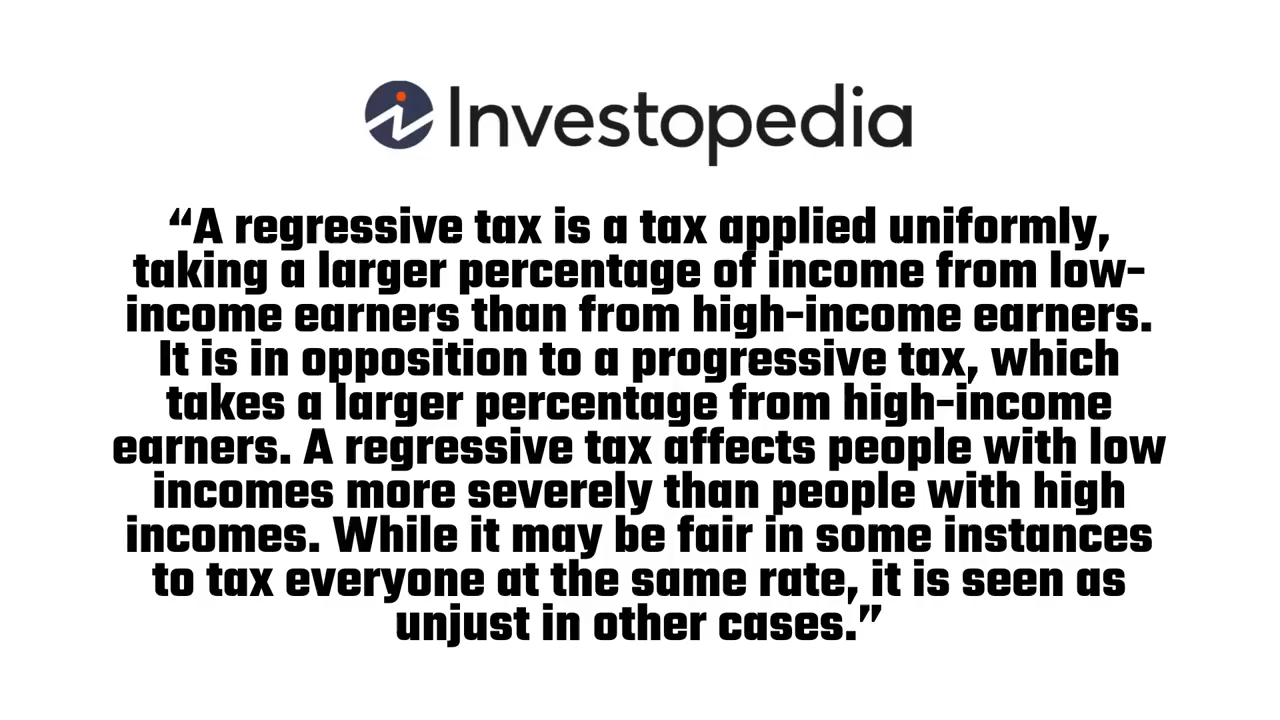 Investopedia
“A regressive tax is a tax applied uniformly,
taking a larger percentage of income from low-
income earners than from high-income earners.
It is in opposition to a progressive tax, which
takes a larger percentage from high-income
earners. A regressive tax affects people with low
incomes more severely than people with high
incomes. While it may be fair in some instances
to tax everyone at the same rate, it is seen as
unjust in other cases.”